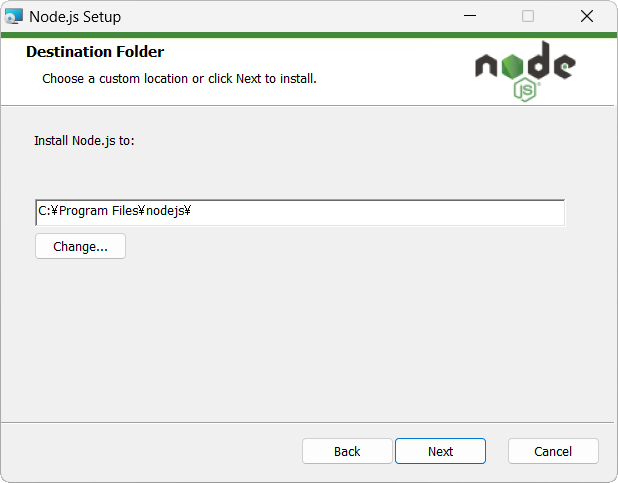 Node.js Setup
Destination Folder
Choose a custom location or click Next to install.
node
JS
Install Node.js to:
C:¥Program Files¥nodejs¥
Change...
Back
Next
Cancel